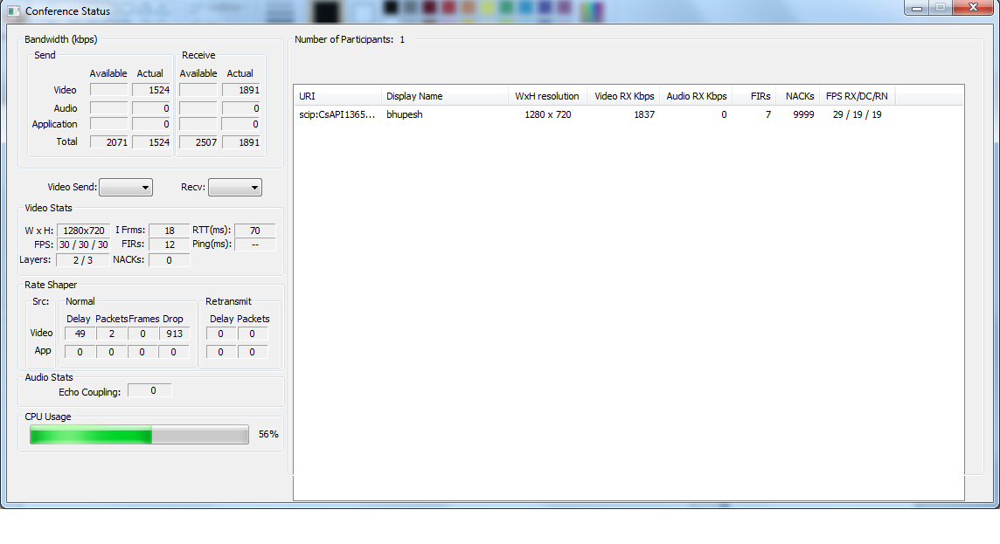 Conference Status
Bandwidth (kbps)
Send
Receive
Available Actual Available Actual
Video 1524 1891
Audio 0 0
Application 0 0
Total 2071 1524 2507 1891
Video Send: Recv:
Video Stats
W x H: 1280x720 I Frms: 18 RTT(ms): 70
FPS: 30 / 30 / 30 FIRs: 12 Ping(ms): --
Layers: 2 / 3 NACKs: 0
Rate Shaper
Src: Normal Retransmit
Delay Packets Frames Drop Delay Packets
Video 49 2 0 913 0 0
App 0 0 0 0 0 0
Audio Stats
Echo Coupling: 0
CPU Usage
56%
Number of Participants: 1
URI Display Name WxH resolution Video RX Kbps Audio RX Kbps FIRs NACKs FPS RX/DC/RN
scip:CsAPI1365... bhupesh 1280 x 720 1837 0 7 9999 29 / 19 / 19